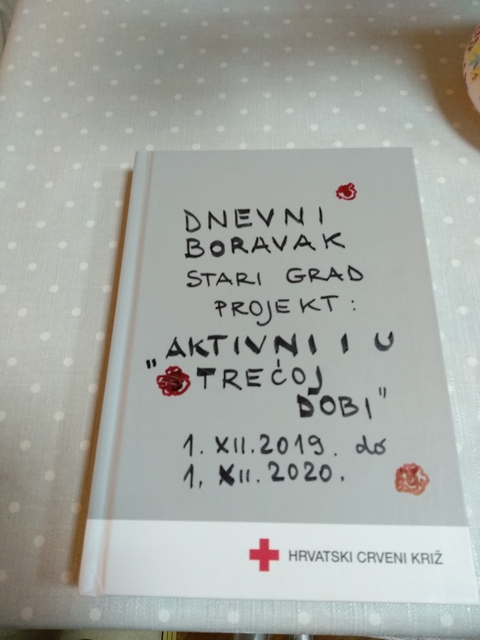 DNEVNI
BORAVAK
STARI GRAD
PROJEKT:
"AKTIVNI I U
TREĆOJ
DOBI"
1. XII. 2019. do
1. XII. 2020.
HRVATSKI CRVENI KRIŽ